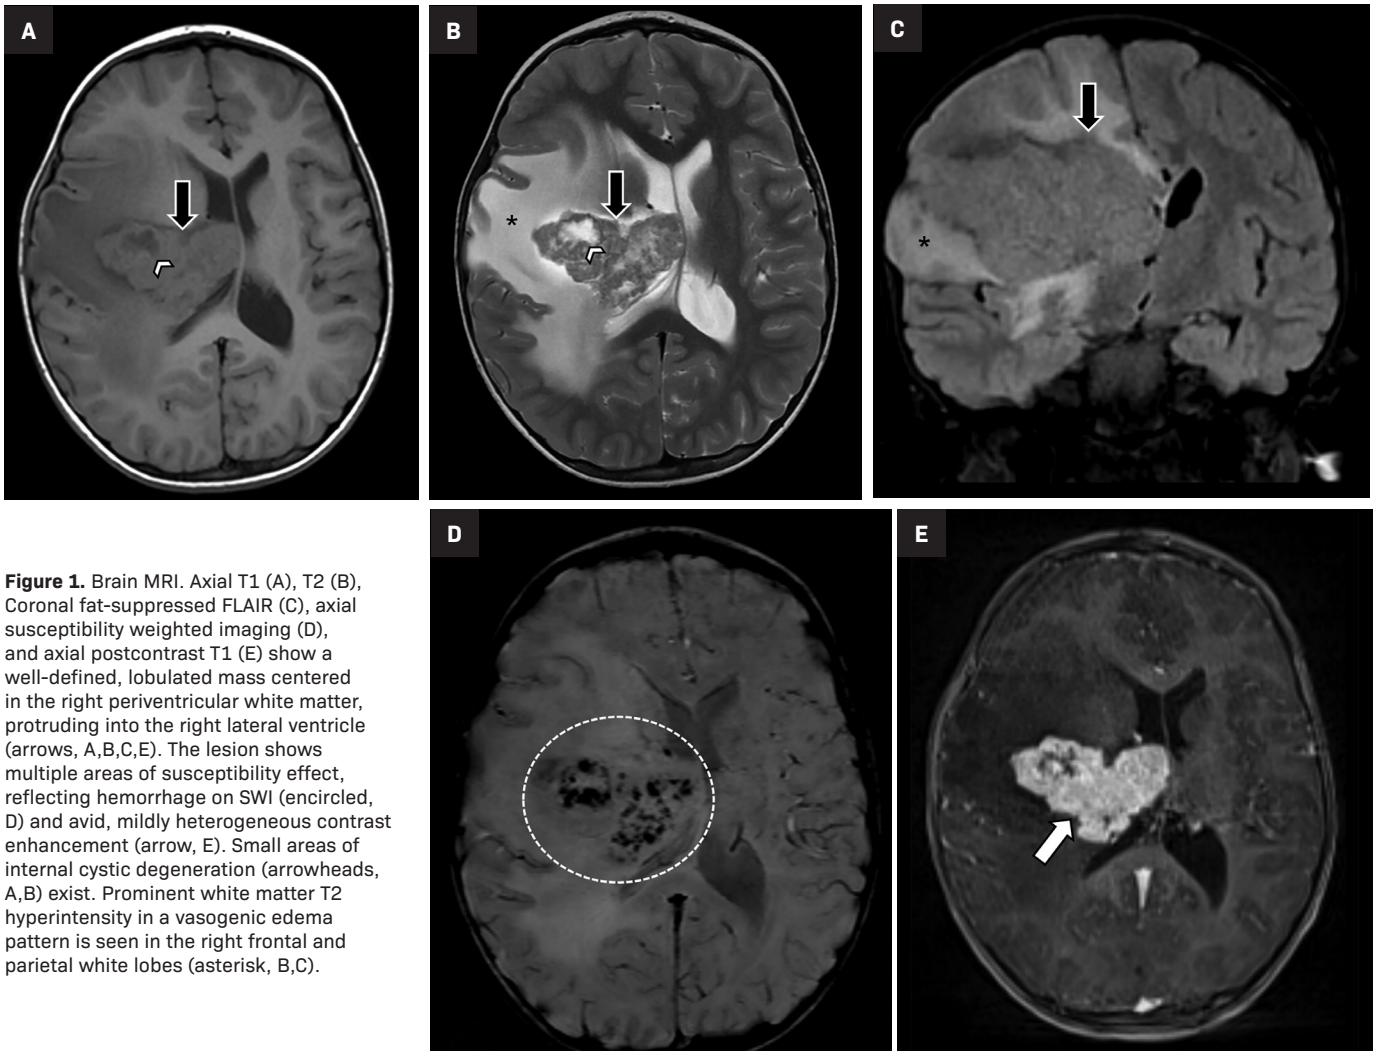 A
B
C
D
E
Figure 1. Brain MRI. Axial T1 (A), T2 (B),
Coronal fat-suppressed FLAIR (C), axial
susceptibility weighted imaging (D),
and axial postcontrast T1 (E) show a
well-defined, lobulated mass centered
in the right periventricular white matter,
protruding into the right lateral ventricle
(arrows, A,B,C,E). The lesion shows
multiple areas of susceptibility effect,
reflecting hemorrhage on SWI (encircled,
D) and avid, mildly heterogeneous contrast
enhancement (arrow, E). Small areas of
internal cystic degeneration (arrowheads,
A,B) exist. Prominent white matter T2
hyperintensity in a vasogenic edema
pattern is seen in the right frontal and
parietal white lobes (asterisk, B,C).